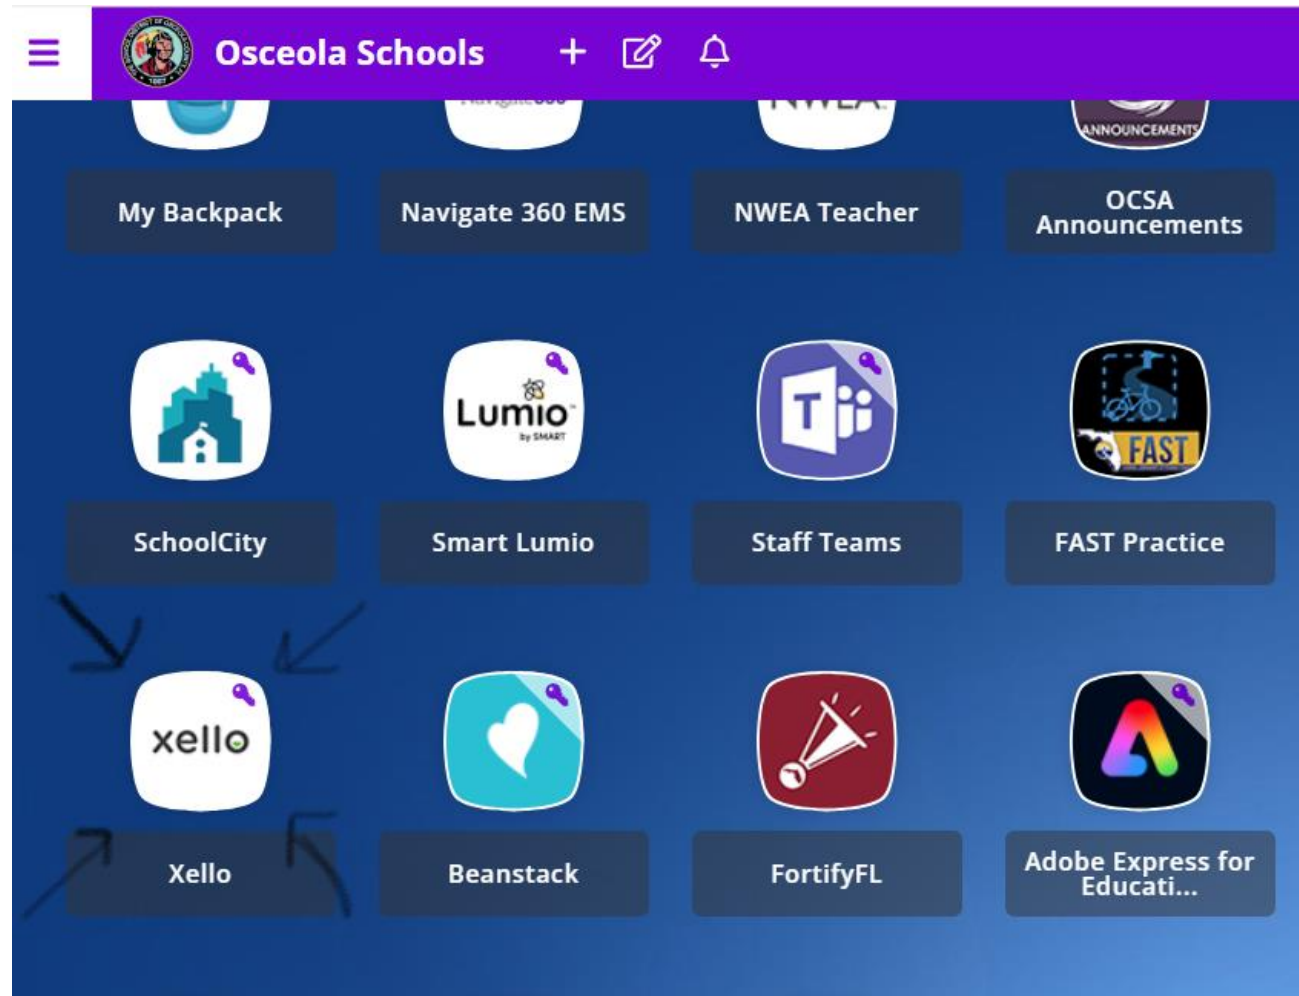 Osceola Schools
ANNOUNCEMENTS
My Backpack
Navigate 360 EMS
NWEA Teacher
OCSA
Announcements
Lumio
by SMART
T
FAST
SchoolCity
Smart Lumio
Staff Teams
FAST Practice
xello
Xello
Beanstack
FortifyFL
Adobe Express for
Educati...